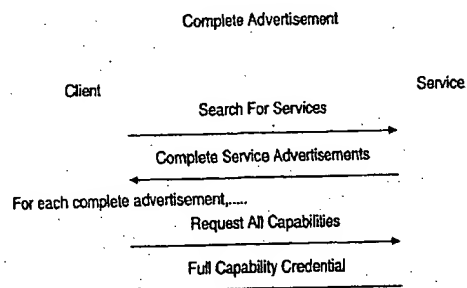 Complete Advertisement
Client
Service
Search For Services
Complete Service Advertisements
For each complete advertisement,.....
Request All Capabilities
Full Capability Credential